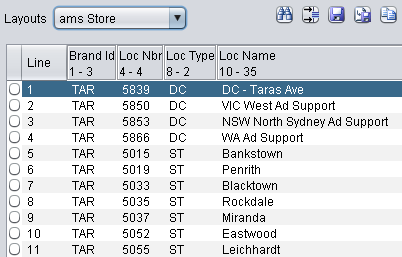 Layouts ams Store
Line Brand Id Loc Nbr Loc Type Loc Name
1 - 3 4 - 4 8 - 2 10 - 35
1 TAR 5839 DC DC - Taras Ave
2 TAR 5850 DC VIC West Ad Support
3 TAR 5853 DC NSW North Sydney Ad Support
4 TAR 5866 DC WA Ad Support
5 TAR 5015 ST Bankstown
6 TAR 5019 ST Penrith
7 TAR 5033 ST Blacktown
8 TAR 5035 ST Rockdale
9 TAR 5037 ST Miranda
10 TAR 5052 ST Eastwood
11 TAR 5055 ST Leichhardt